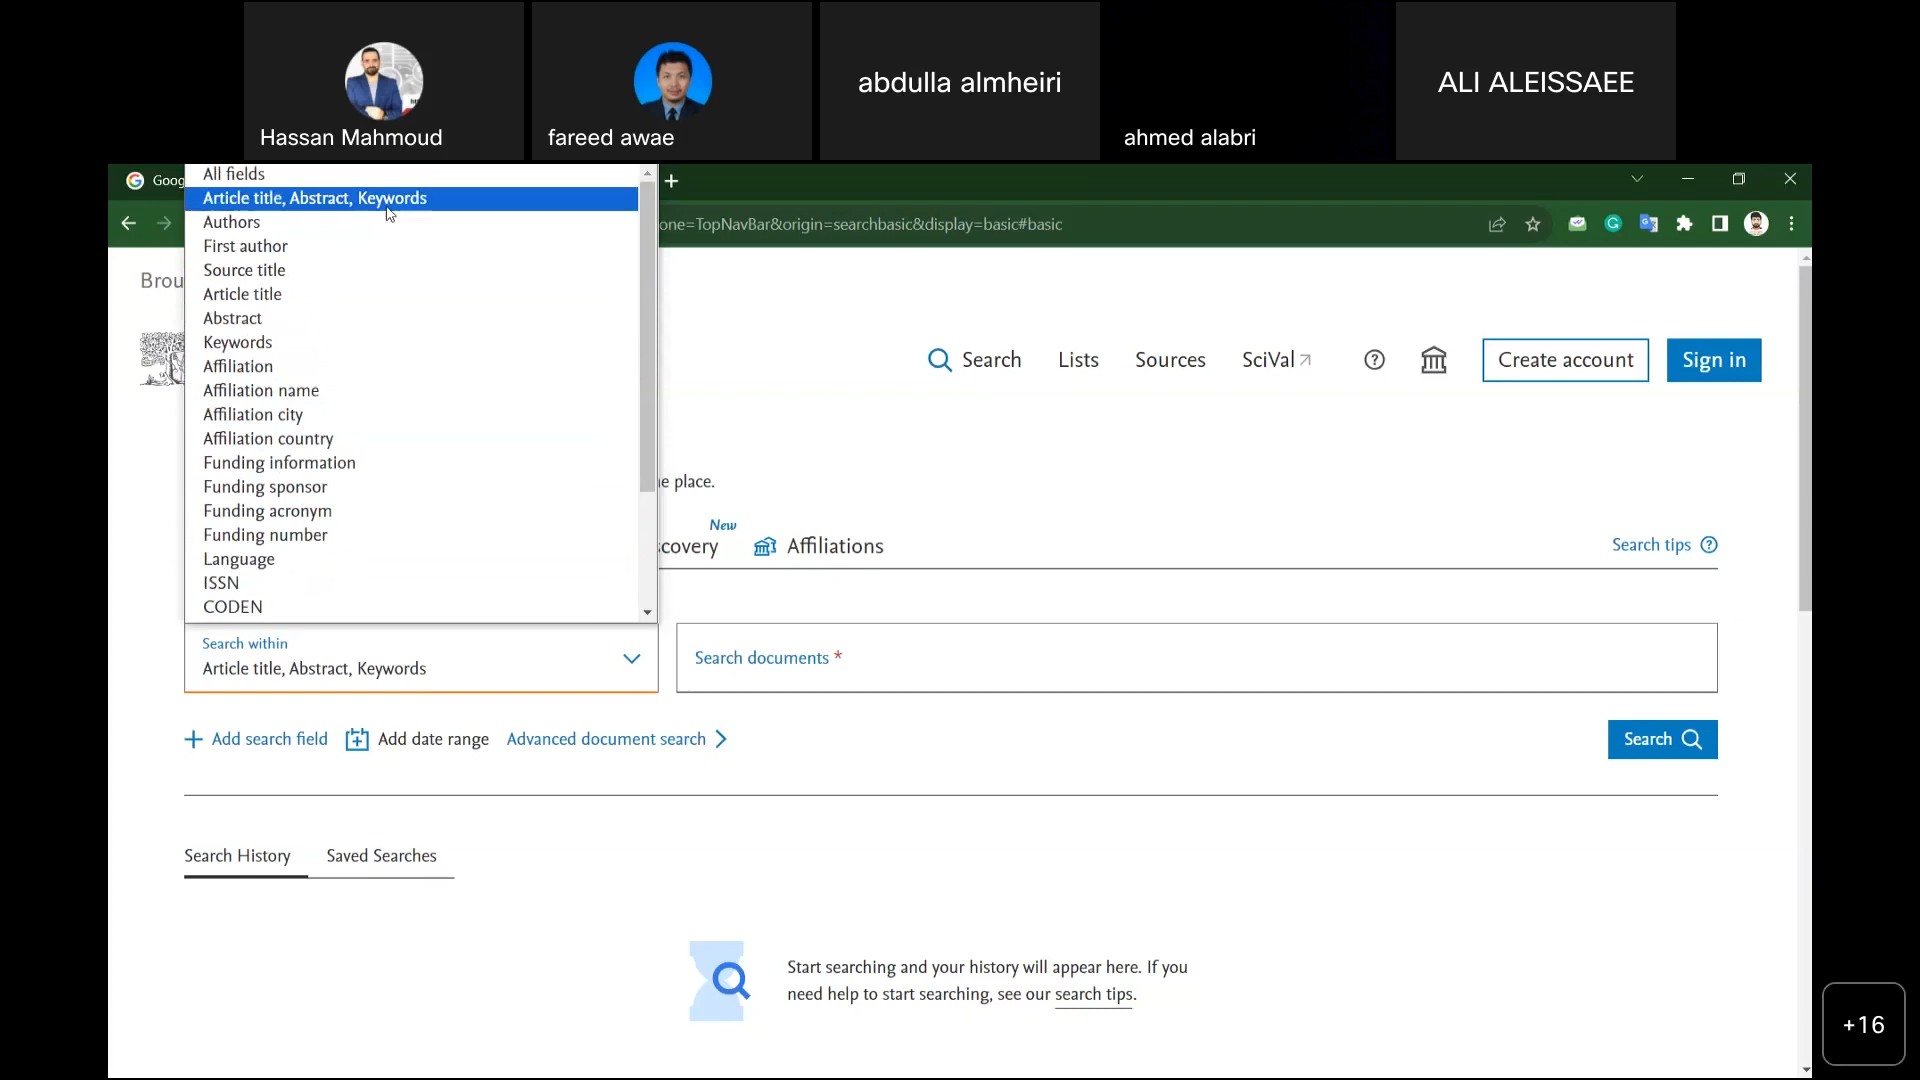 Hassan Mahmoud
fareed awae
abdulla almheiri
ahmed alabri
ALI ALEISSAEE
Goog
one=TopNavBar&origin=searchbasic&display=basic#basic
All fields
Article title, Abstract, Keywords
Authors
First author
Source title
Article title
Abstract
Keywords
Affiliation
Affiliation name
Affiliation city
Affiliation country
Funding information
Funding sponsor
Funding acronym
Funding number
Language
ISSN
CODEN
Brou
Search
Lists
Sources
SciVal
Create account
Sign in
e place.
New
scovery
Affiliations
Search tips
Search within
Article title, Abstract, Keywords
Search documents *
Add search field
Add date range
Advanced document search
Search
Search History
Saved Searches
Start searching and your history will appear here. If you
need help to start searching, see our search tips.
+16